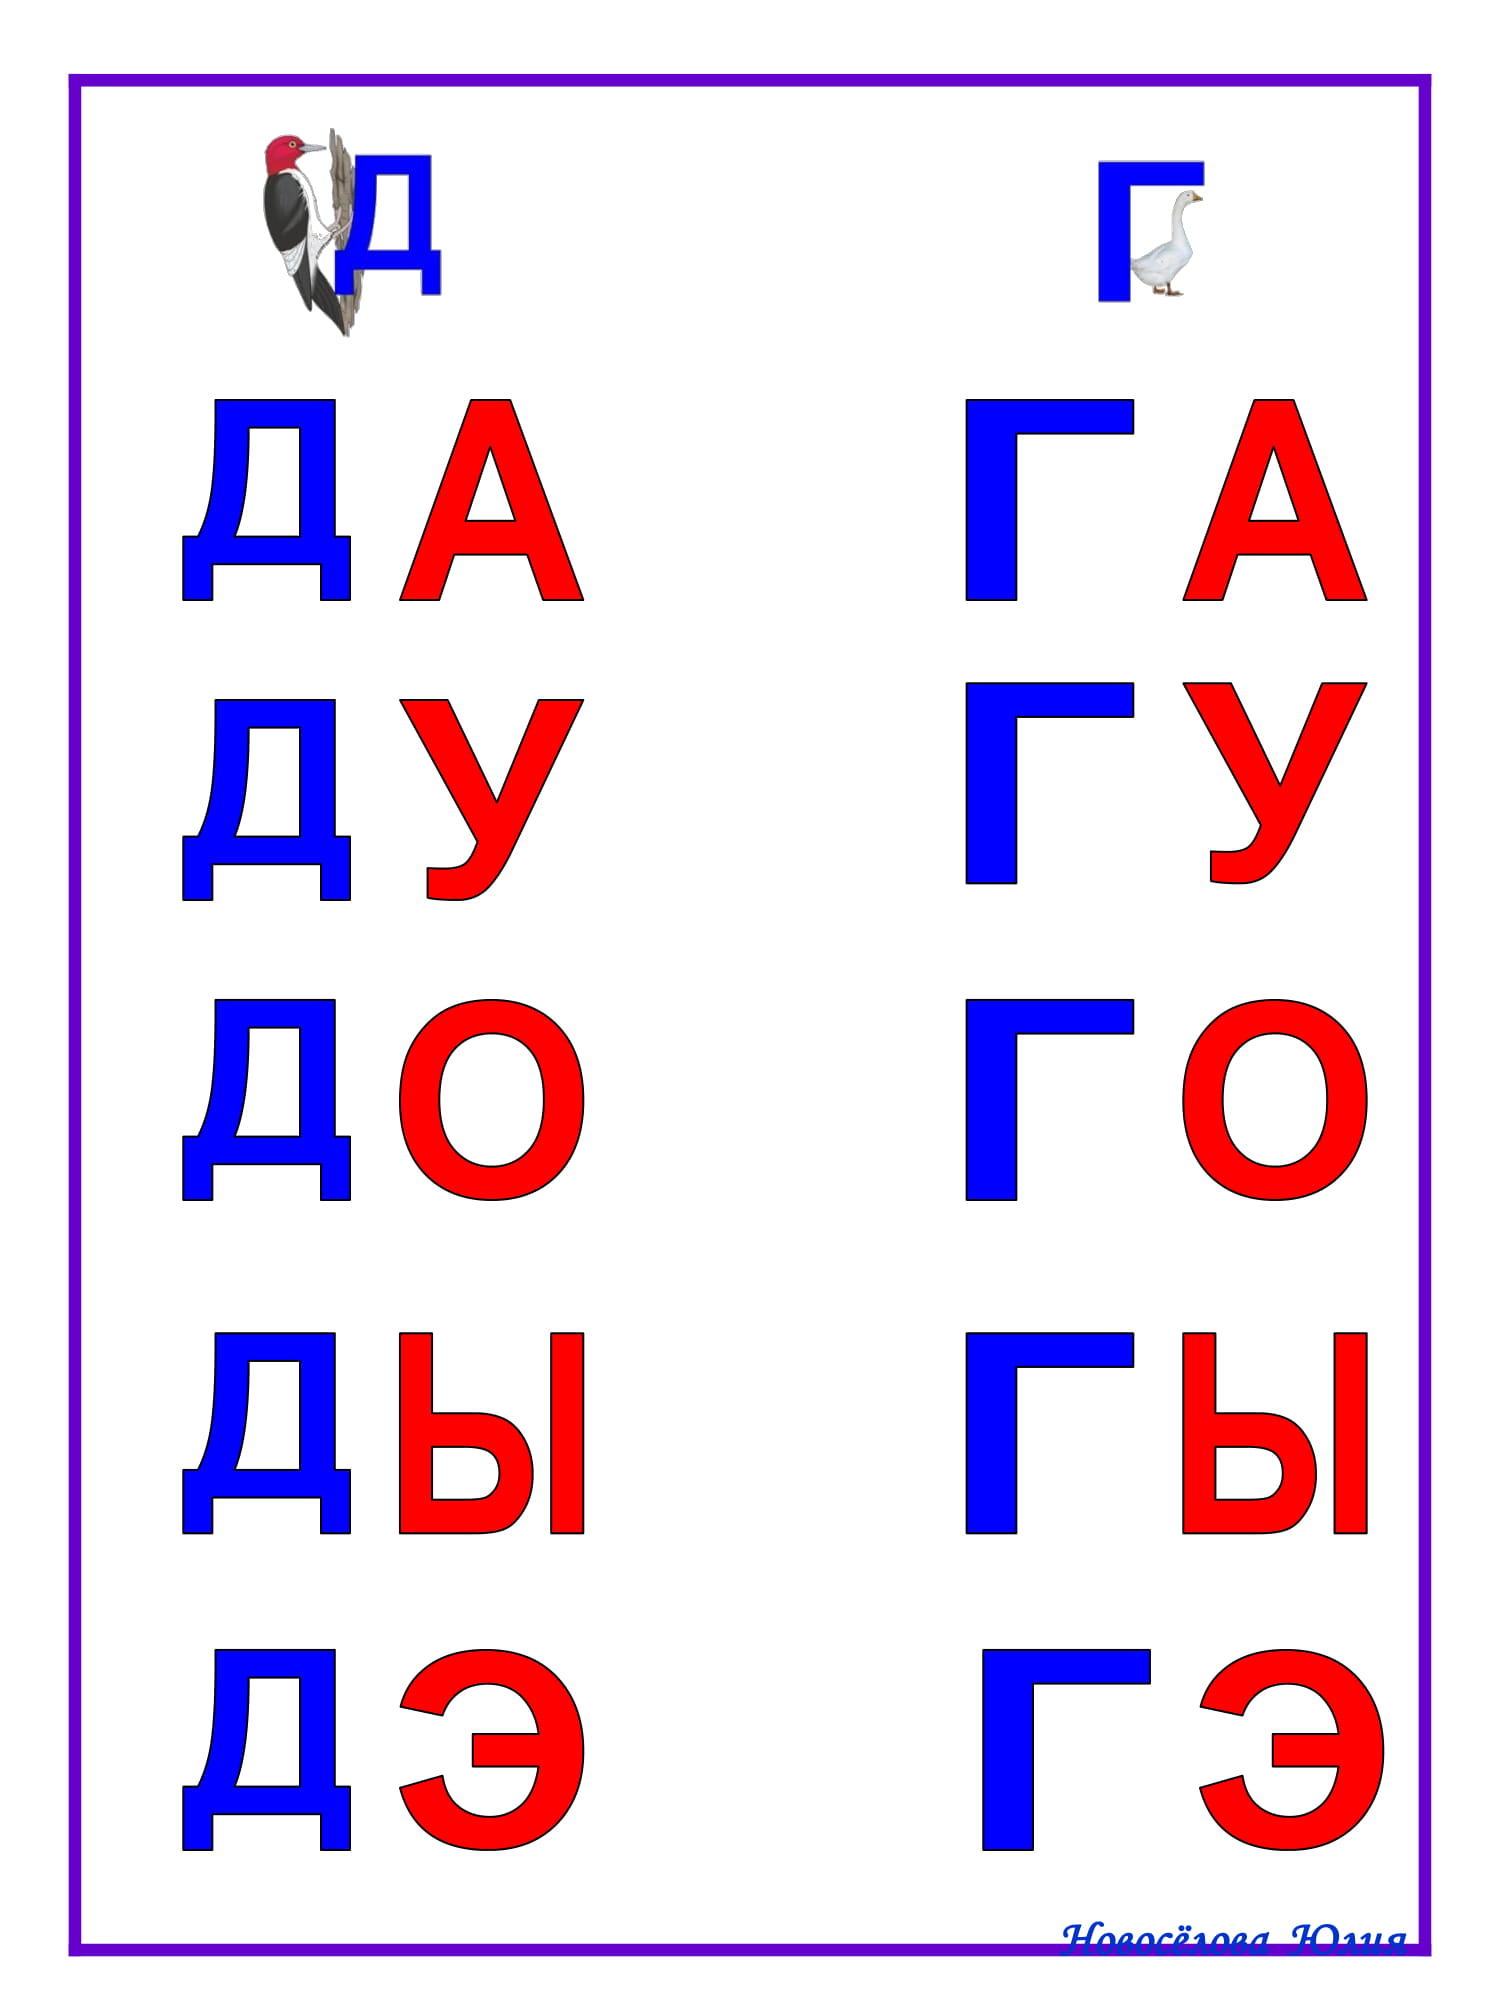 Д Г
ДА ГА
ДУ ГУ
ДО ГО
ДЫ ГЫ
ДЭ ГЭ
Новосёлова Юлия